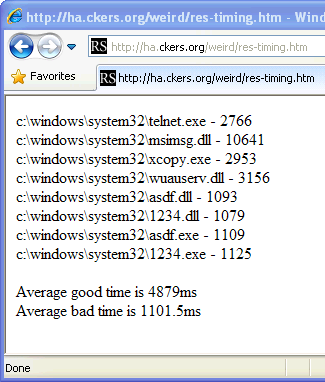 http://ha.ckers.org/weird/res-timing.htm - Wind
RS http://ha.ckers.org/weird/res-timing.htm
Favorites
RS http://ha.ckers.org/weird/res-timing.htm
c:\windows\system32\telnet.exe - 2766
c:\windows\system32\msimsg.dll - 10641
c:\windows\system32\xcopy.exe - 2953
c:\windows\system32\wuauserv.dll - 3156
c:\windows\system32\asdf.dll - 1093
c:\windows\system32\1234.dll - 1079
c:\windows\system32\asdf.exe - 1109
c:\windows\system32\1234.exe - 1125
Average good time is 4879ms
Average bad time is 1101.5ms
Done